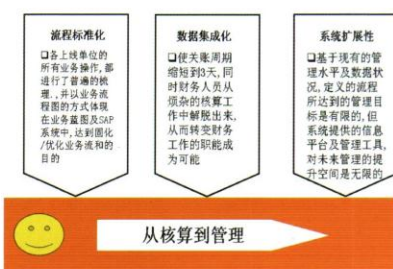 流程标准化
❑各上线单位的
所有业务操作,都
进行了普遍的梳
理,,并以业务流
程图的方式体现
在业务蓝图及SAP
系统中,达到固化
/优化业务流和的
目的
数据集成化
❑使关账周期
缩短到3天,同
时财务人员从
烦杂的核算工
作中解脱出来,
从而转变财务
工作的职能成
为可能
系统扩展性
❑基于现有的管
理水平及数据状
况,定义的流程
所达到的管理目
标是有限的,但
系统提供的信息
平台及管理工具,
对未来管理的提
升空间是无限的
从核算到管理